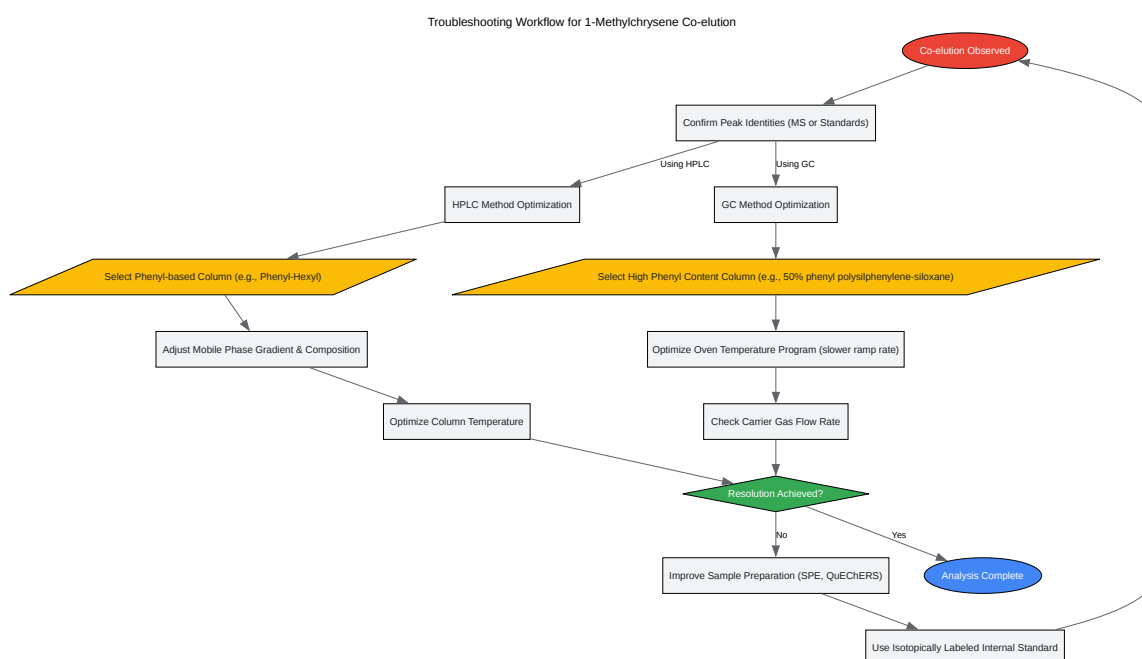 Troubleshooting Workflow for 1-Methylchrysene Co-elution
Co-elution Observed
Confirm Peak Identities (MS or Standards)
Using HPLC
Using GC
HPLC Method Optimization
GC Method Optimization
Select Phenyl-based Column (e.g., Phenyl-Hexyl)
Select High Phenyl Content Column (e.g., 50% phenyl polysilphenylene-siloxane)
Adjust Mobile Phase Gradient & Composition
Optimize Oven Temperature Program (slower ramp rate)
Optimize Column Temperature
Check Carrier Gas Flow Rate
Resolution Achieved?
No
Yes
Improve Sample Preparation (SPE, QuEChERS)
Analysis Complete
Use Isotopically Labeled Internal Standard